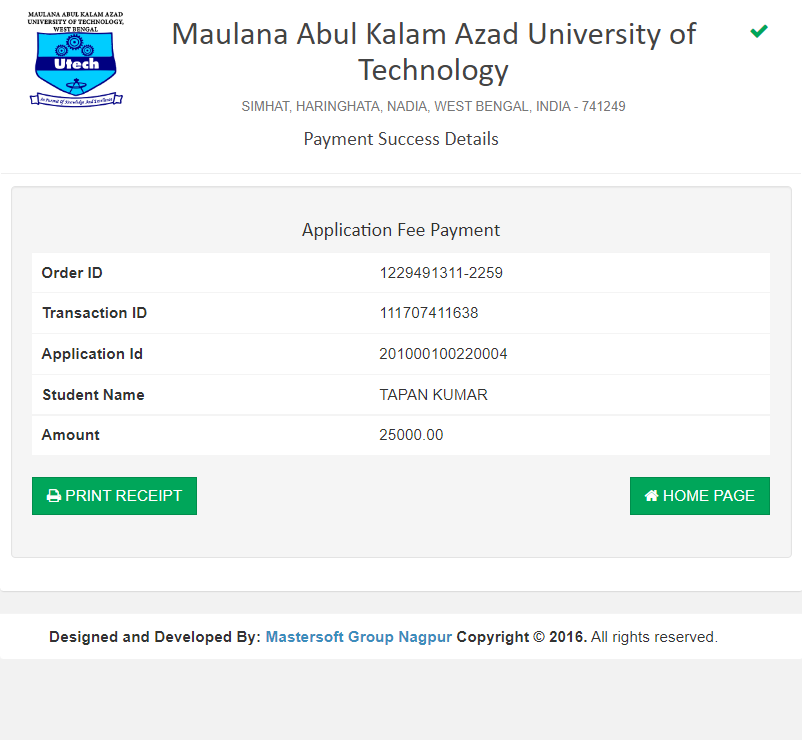 MAULANA ABUL KALAM AZAD
UNIVERSITY OF TECHNOLOGY,
WEST BENGAL
Utech
In Pursuit of Knowledge And Excellence
Maulana Abul Kalam Azad University of
Technology
SIMHAT, HARINGHATA, NADIA, WEST BENGAL, INDIA - 741249
Payment Success Details
Application Fee Payment
Order ID 1229491311-2259
Transaction ID 111707411638
Application Id 201000100220004
Student Name TAPAN KUMAR
Amount 25000.00
PRINT RECEIPT HOME PAGE
Designed and Developed By: Mastersoft Group Nagpur Copyright © 2016. All rights reserved.